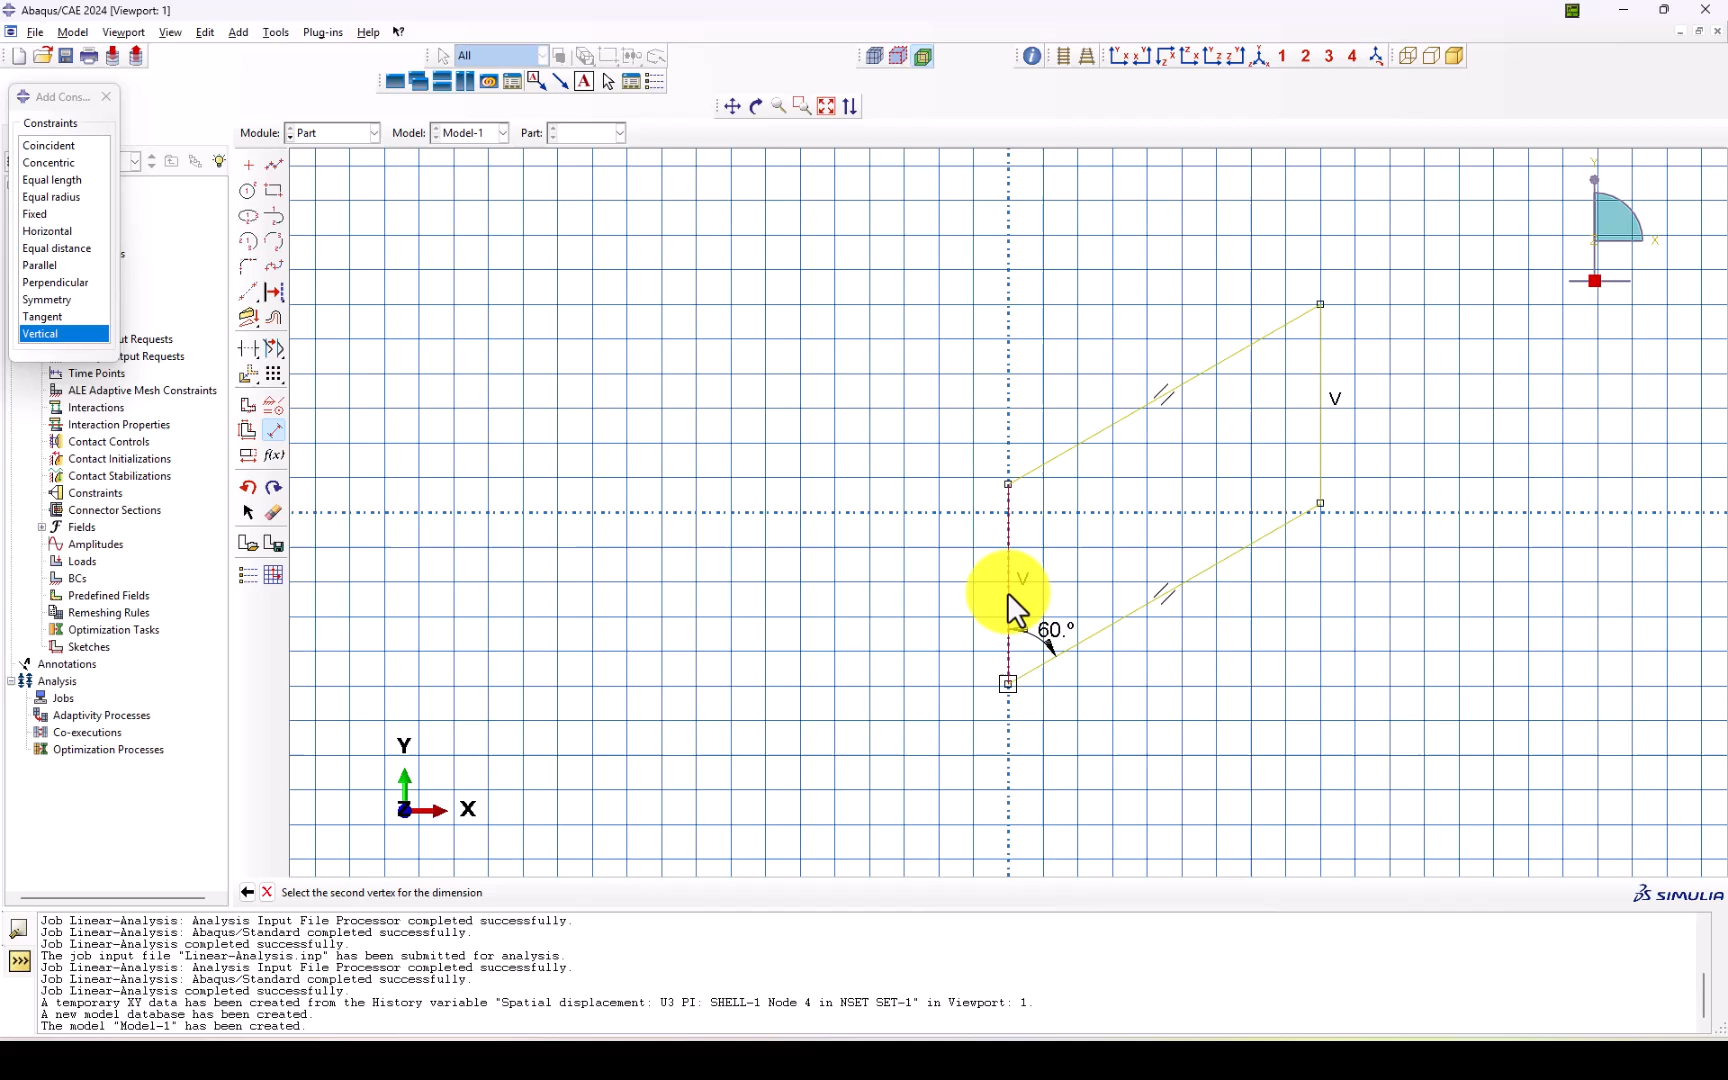 Abaqus/CAE 2024 [Viewport: 1]
File Model Viewport View Edit Add Tools Plug-ins Help
All
1 2 3 4
Add Cons...
Constraints
Coincident
Concentric
Equal length
Equal radius
Fixed
Horizontal
Equal distance
Parallel
Perpendicular
Symmetry
Tangent
Vertical
Module: Part Model: Model-1 Part:
ut Requests
tput Requests
Time Points
ALE Adaptive Mesh Constraints
Interactions
Interaction Properties
Contact Controls
Contact Initializations
Contact Stabilizations
Constraints
Connector Sections
Fields
Amplitudes
Loads
BCs
Predefined Fields
Remeshing Rules
Optimization Tasks
Sketches
Annotations
Analysis
Jobs
Adaptivity Processes
Co-executions
Optimization Processes
f(x)
Y
X
V
V
60.°
Y
Z X
Select the second vertex for the dimension
SIMULIA
Job Linear-Analysis: Analysis Input File Processor completed successfully.
Job Linear-Analysis: Abaqus/Standard completed successfully.
Job Linear-Analysis completed successfully.
The job input file "Linear-Analysis.inp" has been submitted for analysis.
Job Linear-Analysis: Analysis Input File Processor completed successfully.
Job Linear-Analysis: Abaqus/Standard completed successfully.
Job Linear-Analysis completed successfully.
A temporary XY data has been created from the History variable "Spatial displacement: U3 PI: SHELL-1 Node 4 in NSET SET-1" in Viewport: 1.
A new model database has been created.
The model "Model-1" has been created.